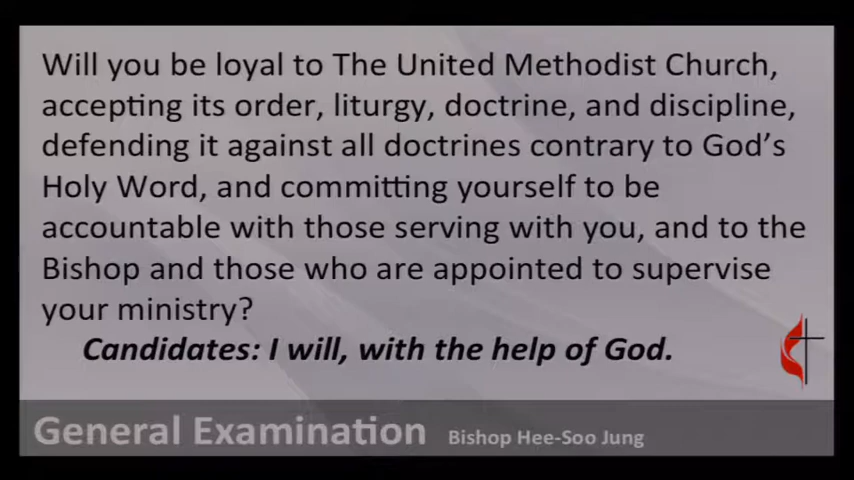 Will you be loyal to The United Methodist Church,
accepting its order, liturgy, doctrine, and discipline,
defending it against all doctrines contrary to God’s
Holy Word, and committing yourself to be
accountable with those serving with you, and to the
Bishop and those who are appointed to supervise
your ministry?
Candidates: I will, with the help of God.
General Examination Bishop Hee-Soo Jung